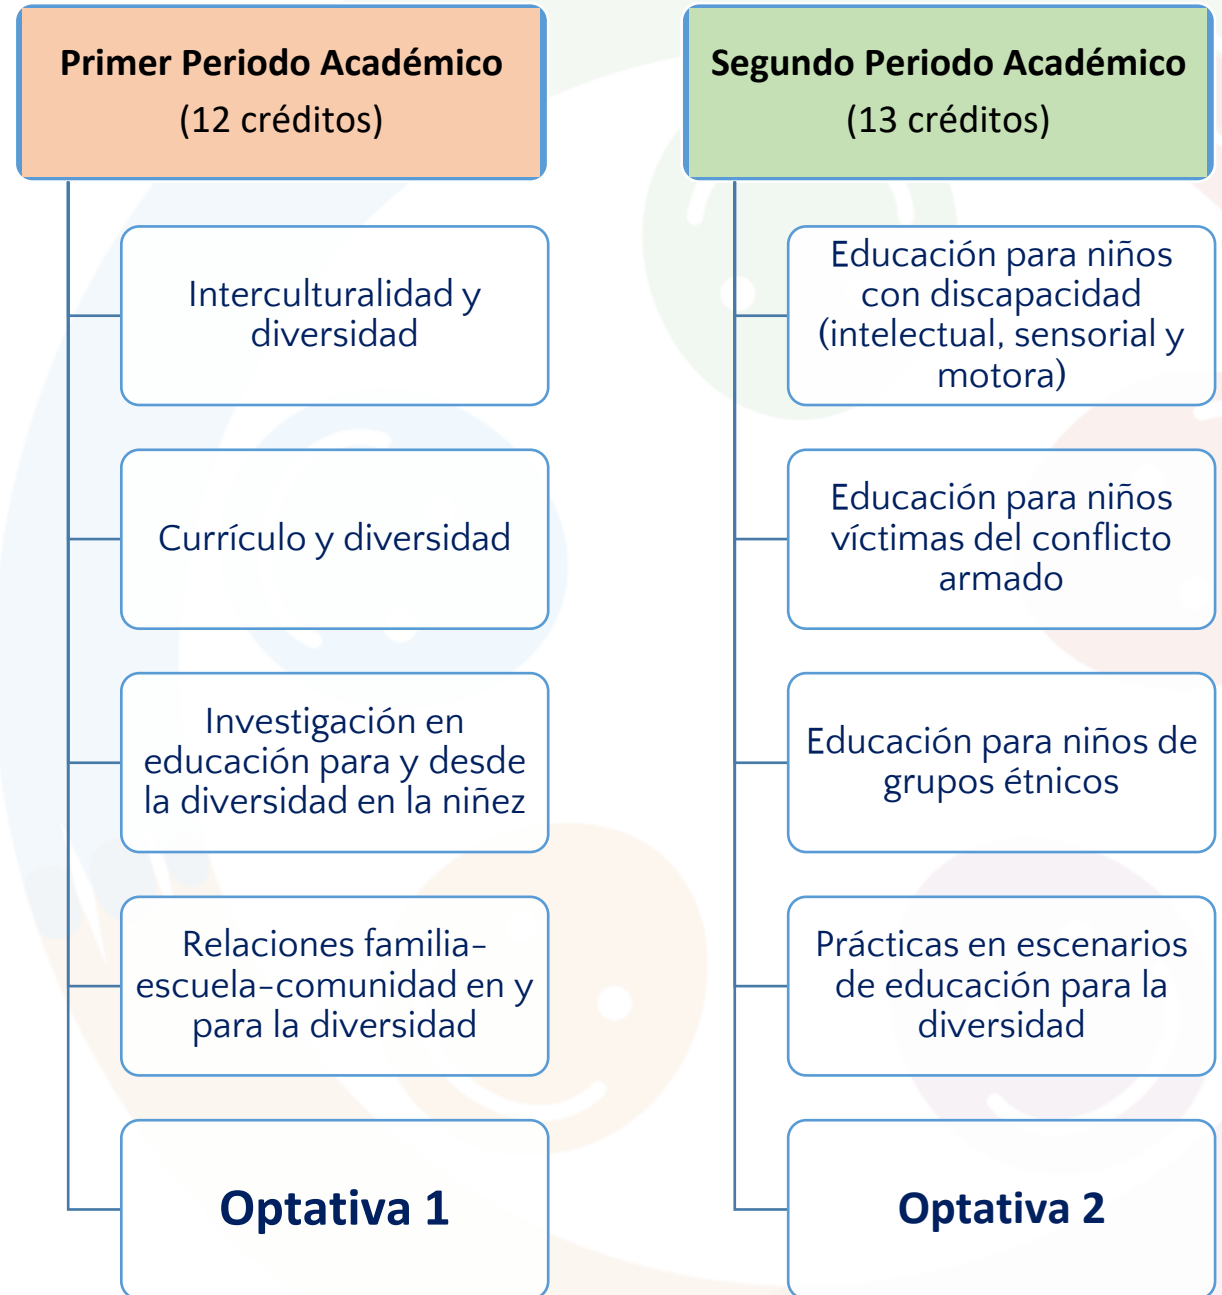 Primer Periodo Académico
(12 créditos)
Interculturalidad y
diversidad
Currículo y diversidad
Investigación en
educación para y desde
la diversidad en la niñez
Relaciones familia-
escuela-comunidad en y
para la diversidad
Optativa 1
Segundo Periodo Académico
(13 créditos)
Educación para niños
con discapacidad
(intelectual, sensorial y
motora)
Educación para niños
víctimas del conflicto
armado
Educación para niños de
grupos étnicos
Prácticas en escenarios
de educación para la
diversidad
Optativa 2